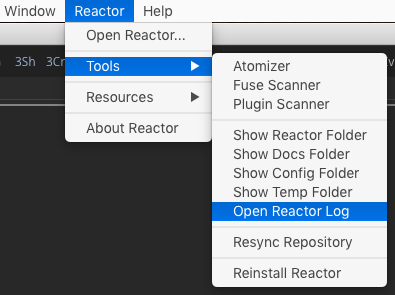 Window Reactor Help
Open Reactor...
3Sh 3Cr
Tools
Resources
About Reactor
Atomizer
Fuse Scanner
Plugin Scanner
Show Reactor Folder
Show Docs Folder
Show Config Folder
Show Temp Folder
Open Reactor Log
Resync Repository
Reinstall Reactor